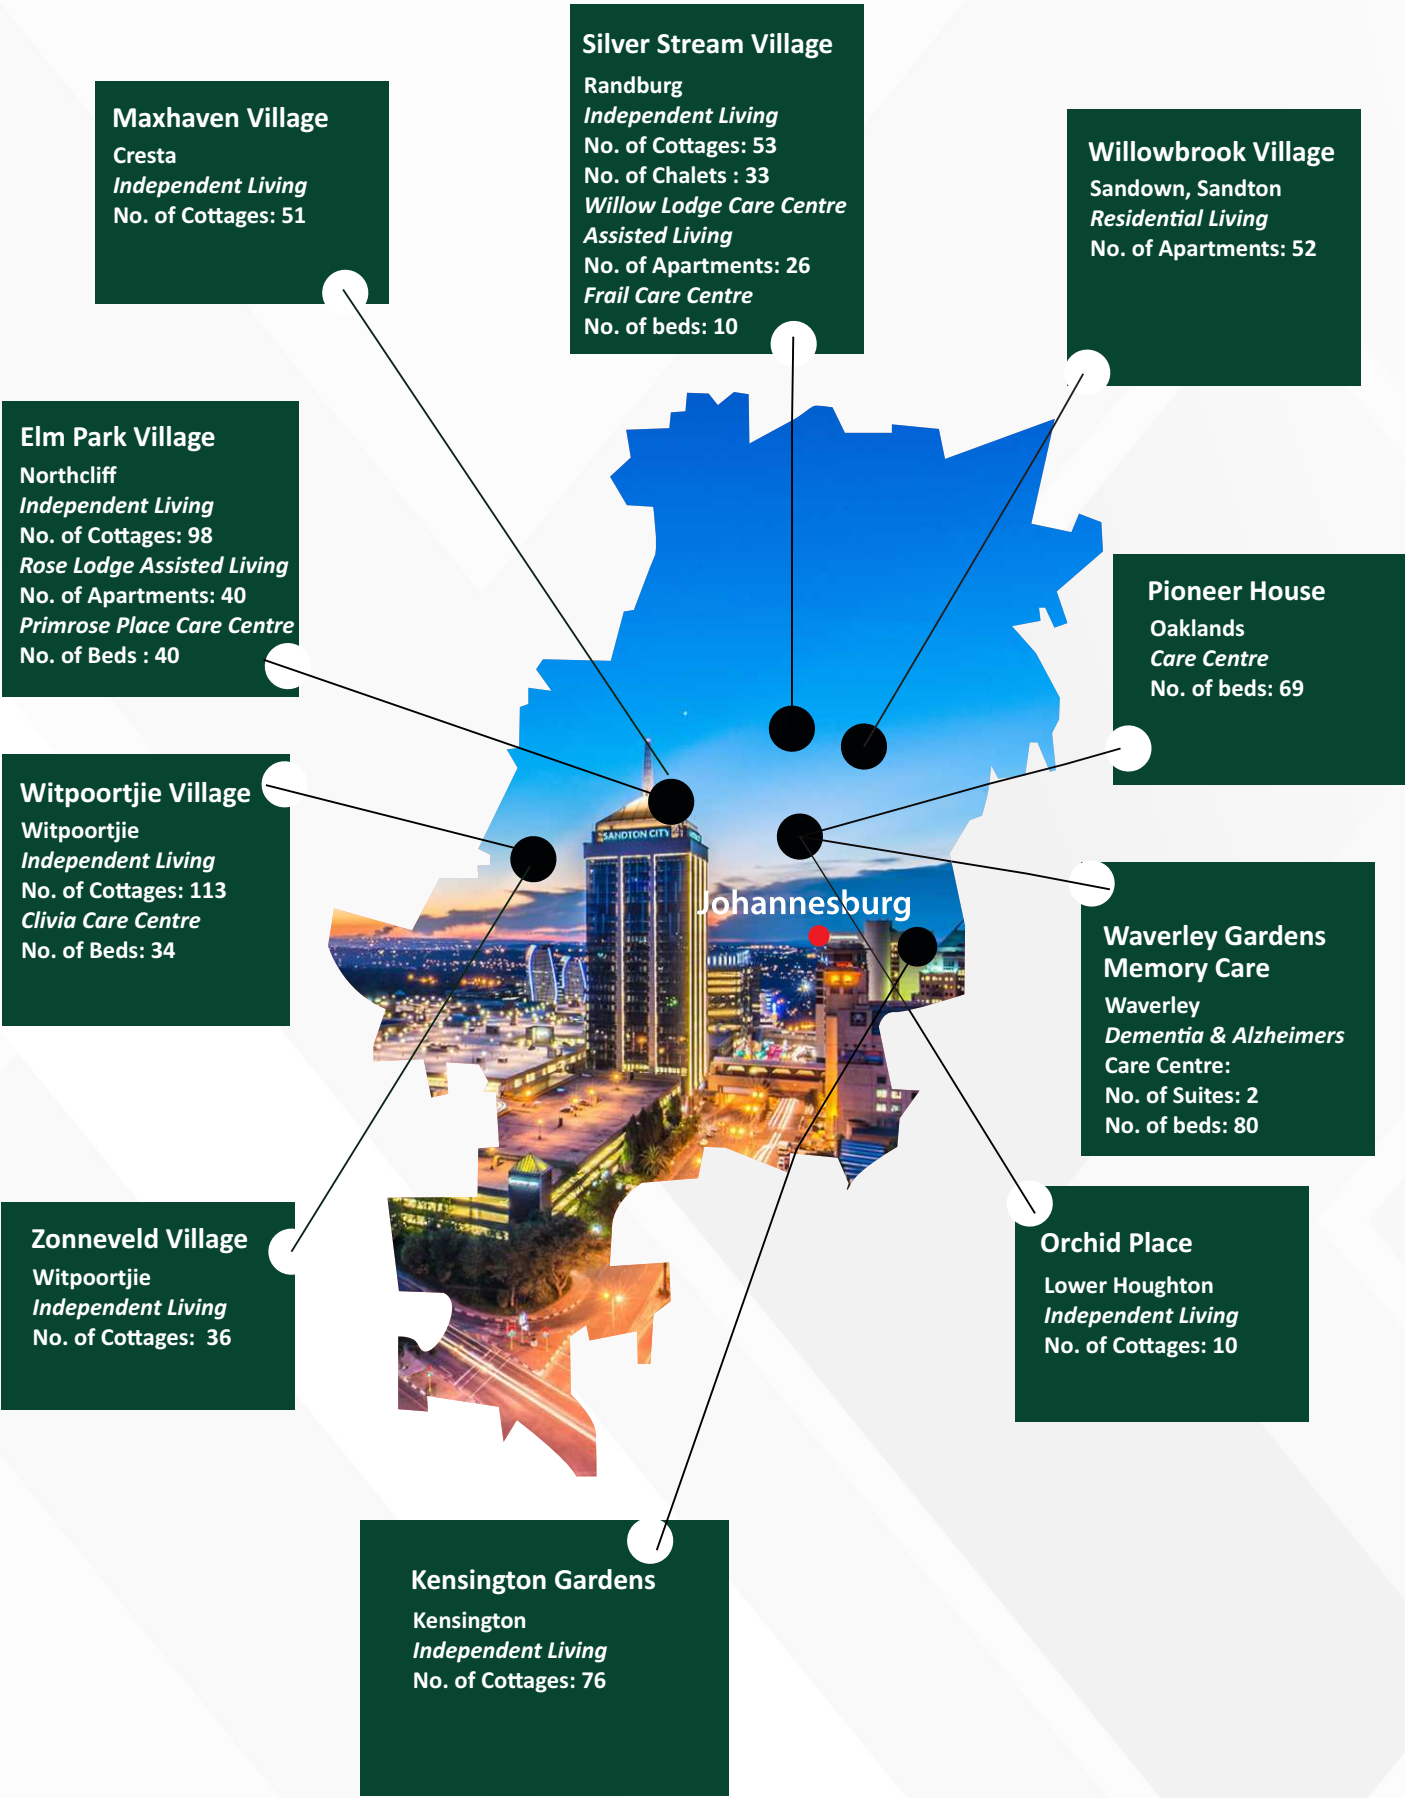 Silver Stream Village
Randburg
Independent Living
No. of Cottages: 53
No. of Chalets : 33
Willow Lodge Care Centre
Assisted Living
No. of Apartments: 26
Frail Care Centre
No. of beds: 10
Maxhaven Village
Cresta
Independent Living
No. of Cottages: 51
Willowbrook Village
Sandown, Sandton
Residential Living
No. of Apartments: 52
Elm Park Village
Northcliff
Independent Living
No. of Cottages: 98
Rose Lodge Assisted Living
No. of Apartments: 40
Primrose Place Care Centre
No. of Beds : 40
Pioneer House
Oaklands
Care Centre
No. of beds: 69
Witpoortjie Village
Witpoortjie
Independent Living
No. of Cottages: 113
Clivia Care Centre
No. of Beds: 34
SANDTON CITY
Johannesburg
Waverley Gardens
Memory Care
Waverley
Dementia & Alzheimers
Care Centre:
No. of Suites: 2
No. of beds: 80
Zonneveld Village
Witpoortjie
Independent Living
No. of Cottages:  36
Orchid Place
Lower Houghton
Independent Living
No. of Cottages: 10
Kensington Gardens
Kensington
Independent Living
No. of Cottages: 76